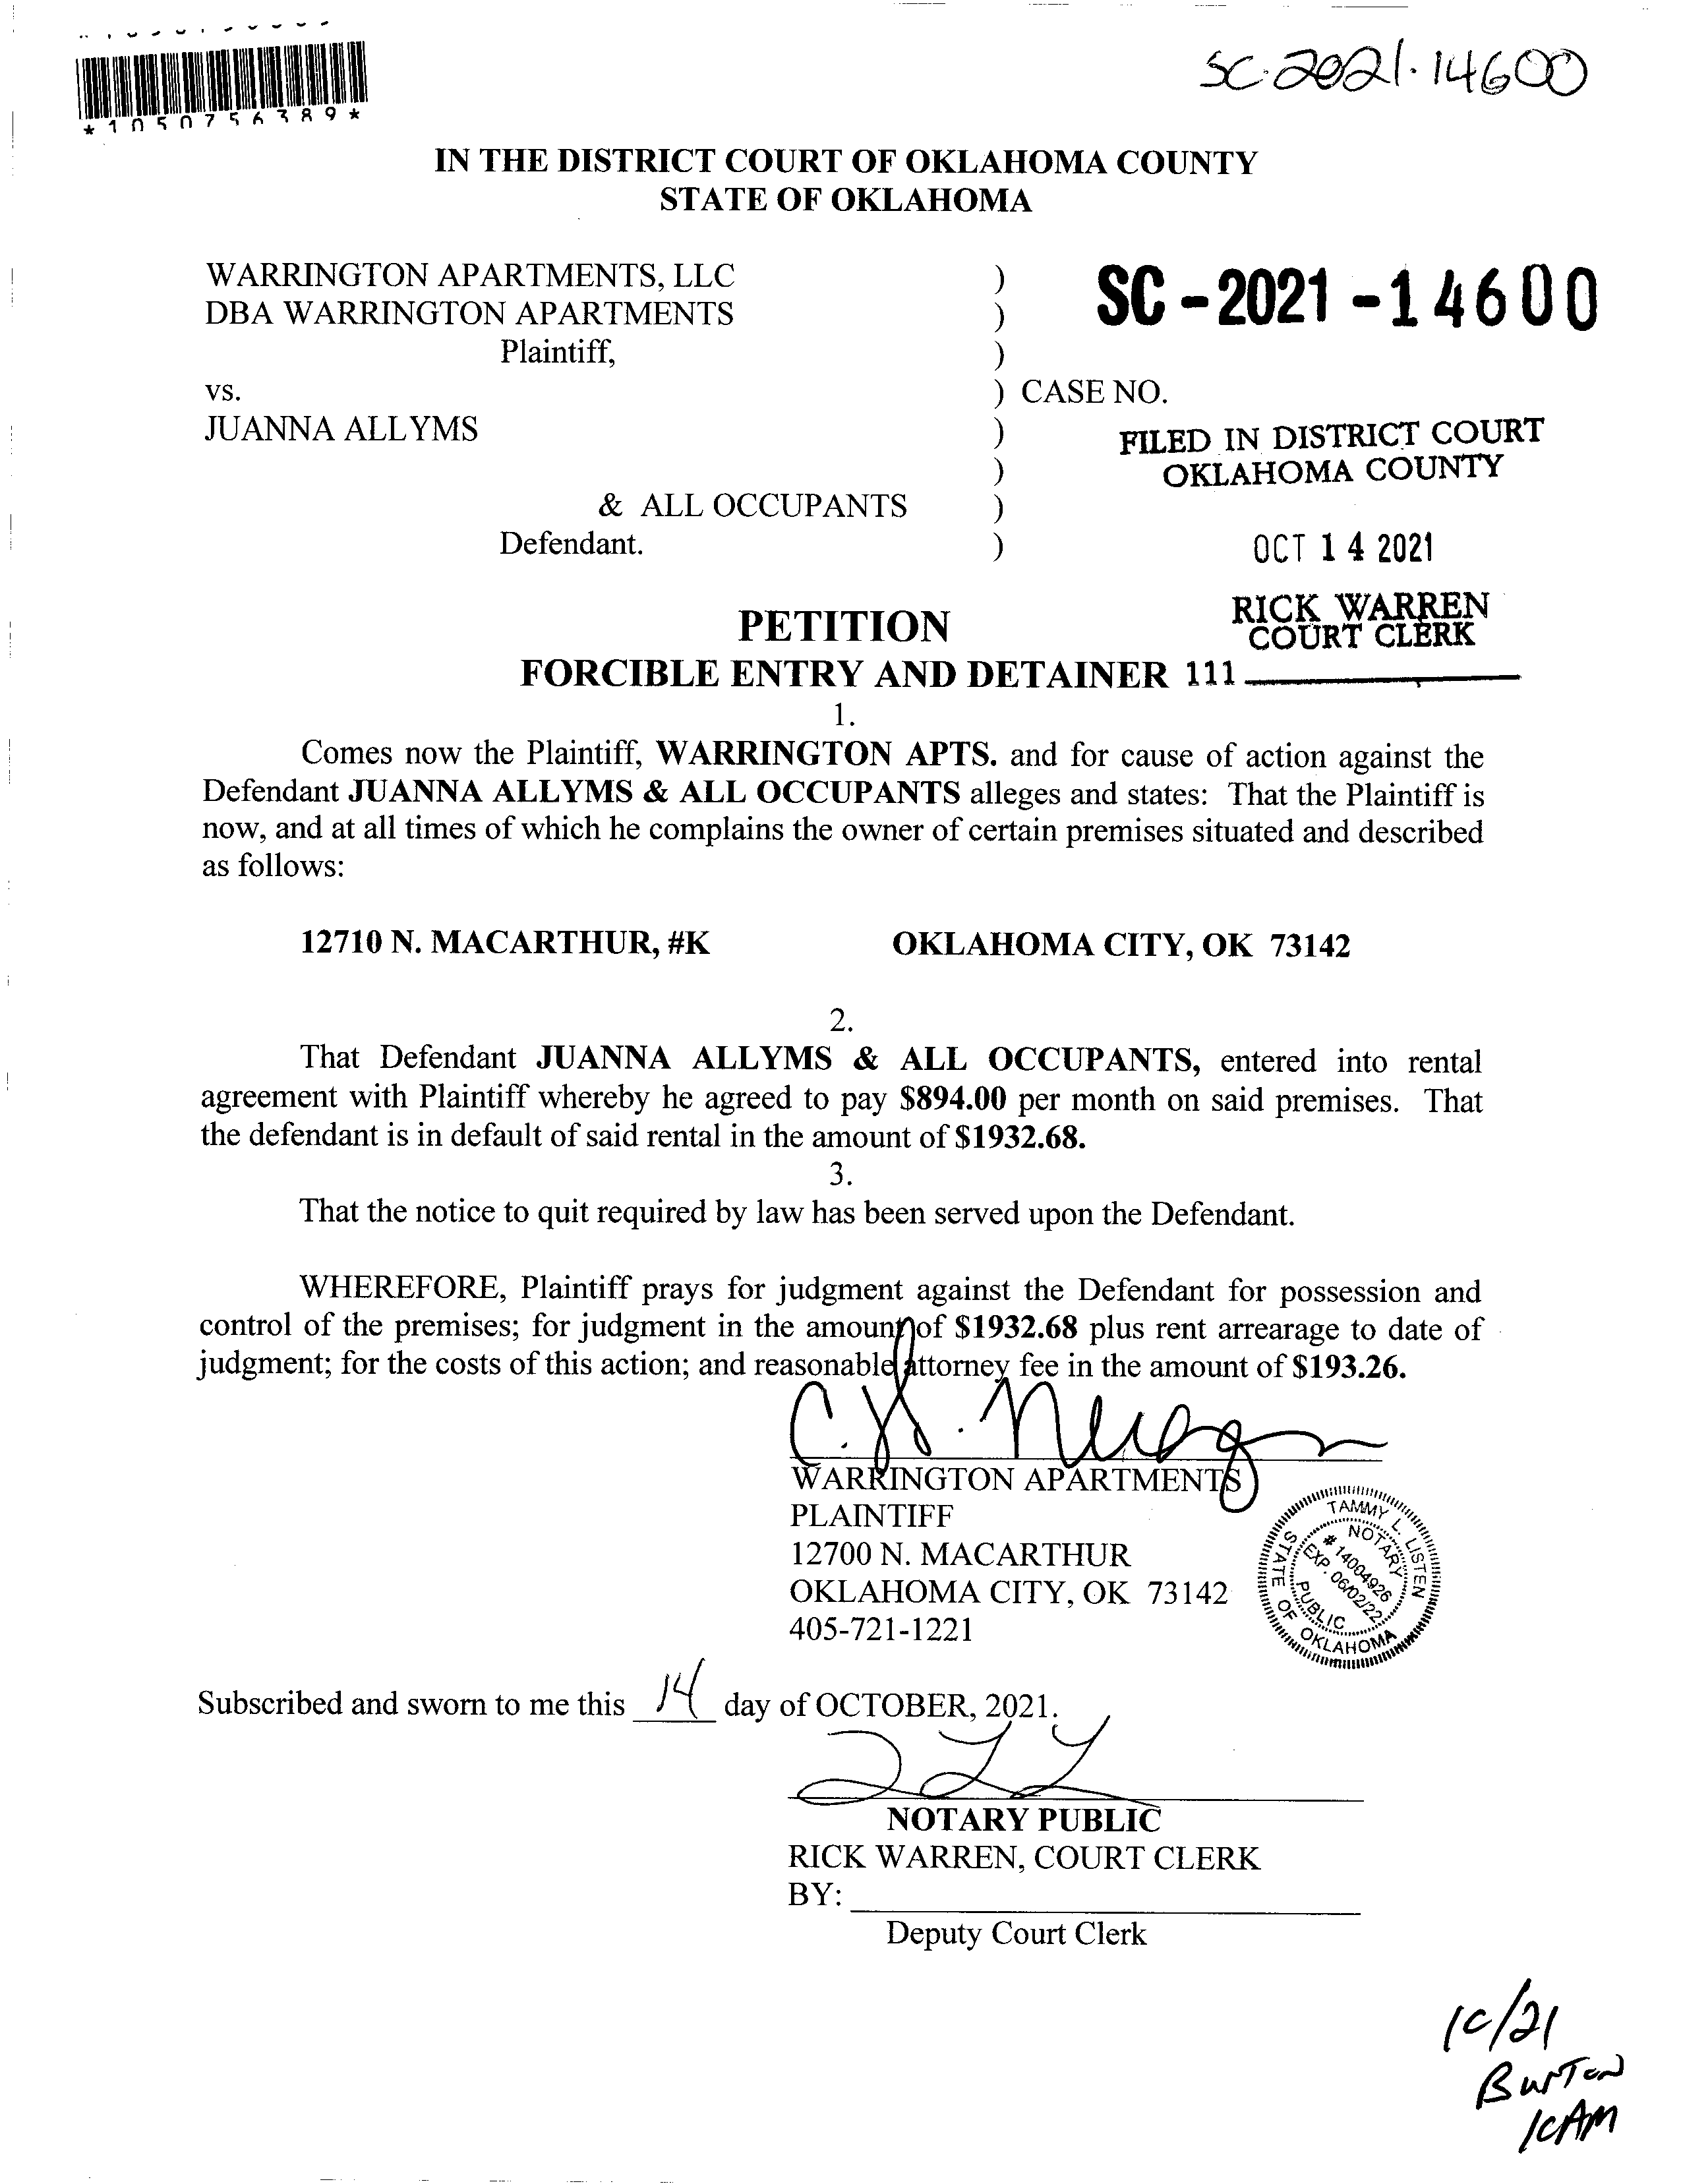 *1050756389*
SC-2021-14600
IN THE DISTRICT COURT OF OKLAHOMA COUNTY
STATE OF OKLAHOMA
WARRINGTON APARTMENTS, LLC )
DBA WARRINGTON APARTMENTS )
SC-2021-14600
Plaintiff, )
vs. ) CASE NO.
JUANNA ALLYMS )
FILED IN DISTRICT COURT
) OKLAHOMA COUNTY
& ALL OCCUPANTS )
Defendant. ) OCT 14 2021
PETITION
RICK WARREN
COURT CLERK
FORCIBLE ENTRY AND DETAINER 111
1.
Comes now the Plaintiff, WARRINGTON APTS. and for cause of action against the
Defendant JUANNA ALLYMS & ALL OCCUPANTS alleges and states: That the Plaintiff is
now, and at all times of which he complains the owner of certain premises situated and described
as follows:
12710 N. MACARTHUR, #K OKLAHOMA CITY, OK 73142
2.
That Defendant JUANNA ALLYMS & ALL OCCUPANTS, entered into rental
agreement with Plaintiff whereby he agreed to pay $894.00 per month on said premises. That
the defendant is in default of said rental in the amount of $1932.68.
3.
That the notice to quit required by law has been served upon the Defendant.
WHEREFORE, Plaintiff prays for judgment against the Defendant for possession and
control of the premises; for judgment in the amount of $1932.68 plus rent arrearage to date of
judgment; for the costs of this action; and reasonable attorney fee in the amount of $193.26.
WARRINGTON APARTMENTS
PLAINTIFF
12700 N. MACARTHUR
OKLAHOMA CITY, OK 73142
405-721-1221
TAMMY L. LISTEN
NOTARY
# 14004926
EXP. 06/02/22
PUBLIC
STATE OF OKLAHOMA
Subscribed and sworn to me this 14 day of OCTOBER, 2021.
NOTARY PUBLIC
RICK WARREN, COURT CLERK
BY:
Deputy Court Clerk
10/21
Burton
10AM